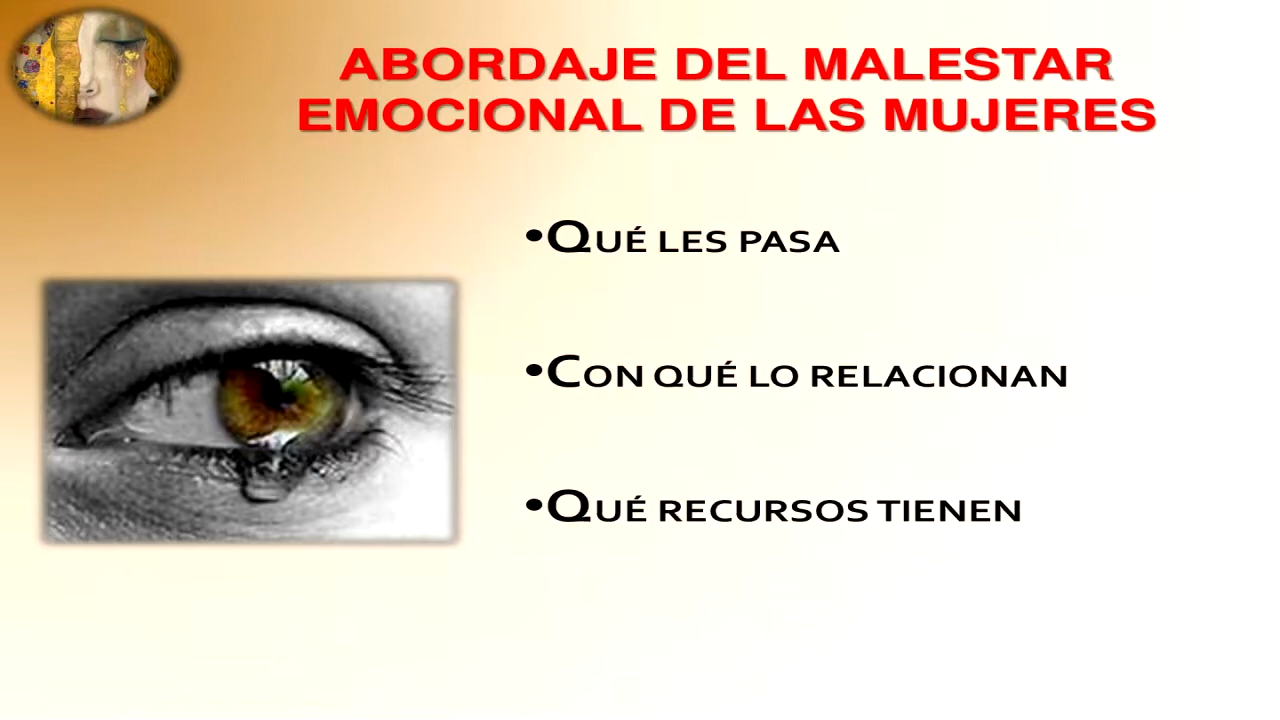 ABORDAJE DEL MALESTAR
EMOCIONAL DE LAS MUJERES
•QUÉ LES PASA
•CON QUÉ LO RELACIONAN
•QUÉ RECURSOS TIENEN